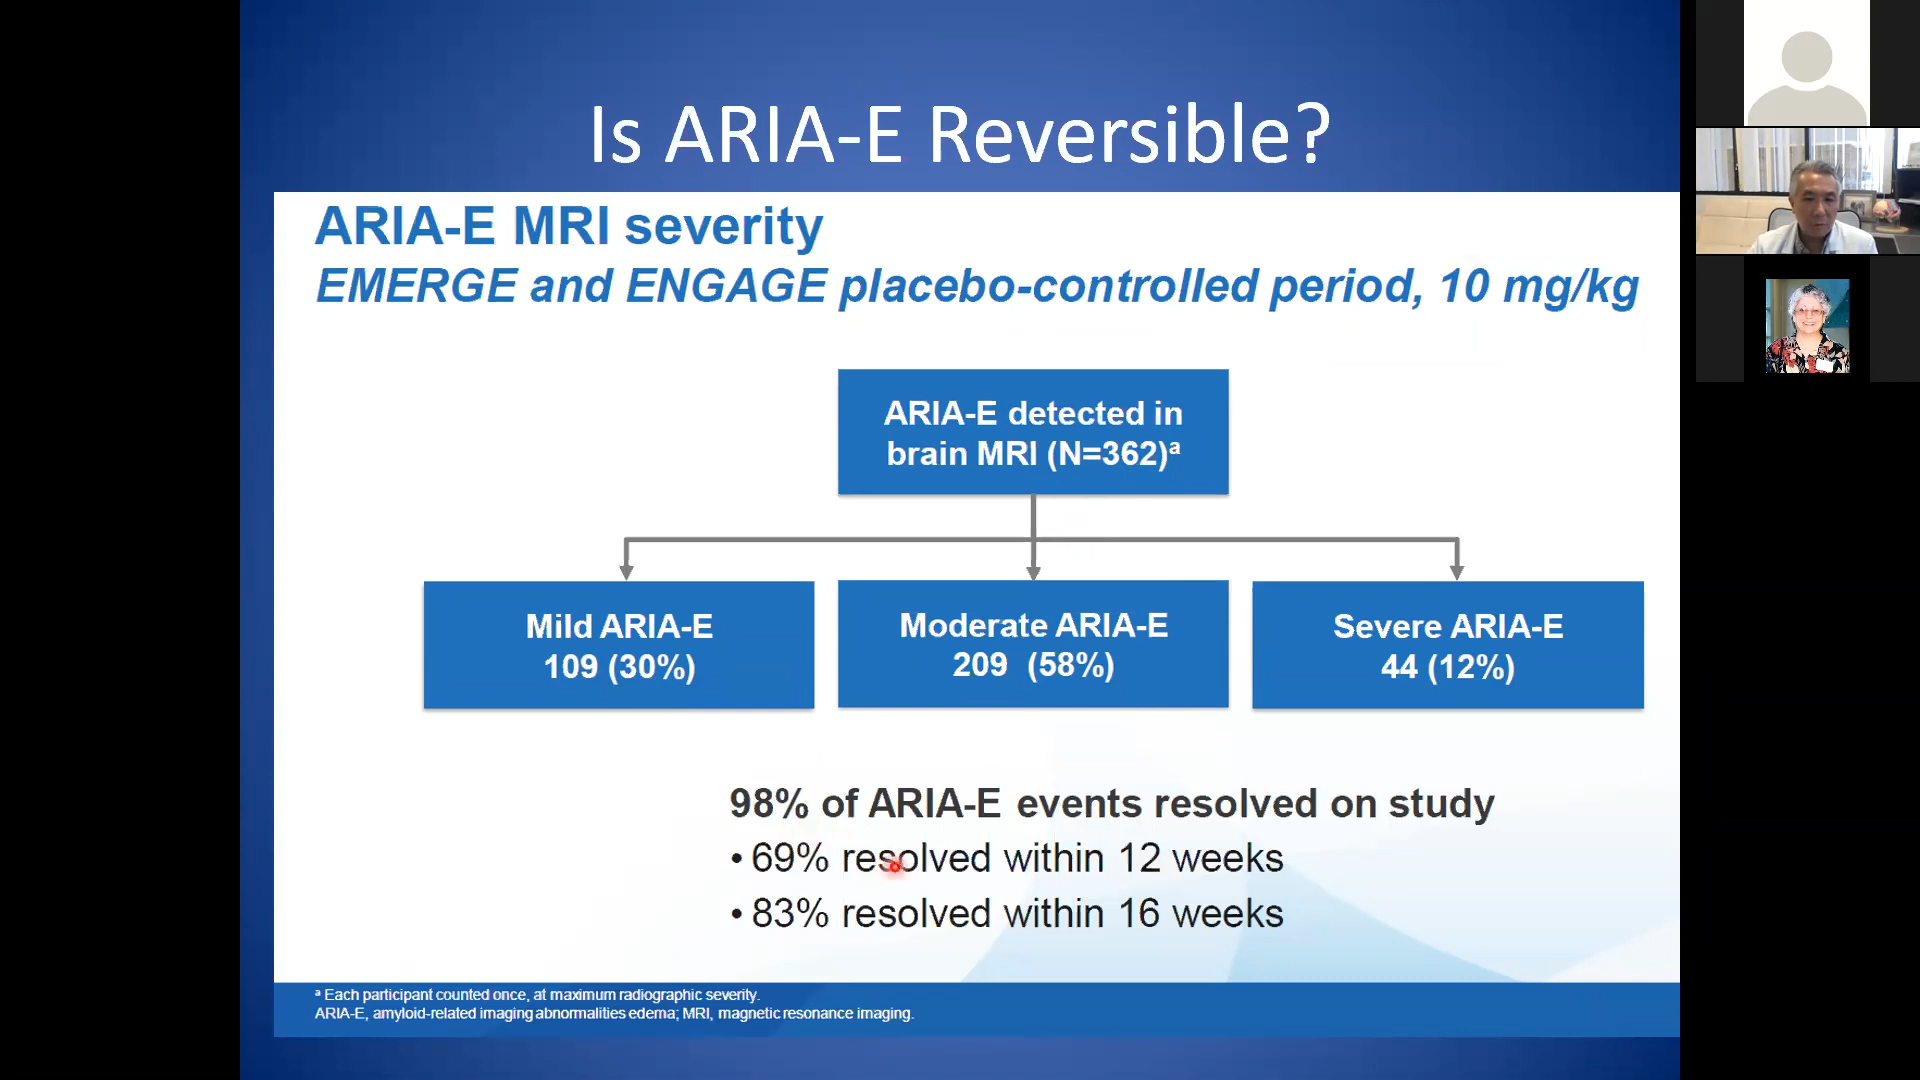 Is ARIA-E Reversible?
ARIA-E MRI severity
EMERGE and ENGAGE placebo-controlled period, 10 mg/kg
ARIA-E detected in
brain MRI (N=362)ᵃ
Mild ARIA-E
109 (30%)
Moderate ARIA-E
209 (58%)
Severe ARIA-E
44 (12%)
98% of ARIA-E events resolved on study
• 69% resolved within 12 weeks
• 83% resolved within 16 weeks
ᵃ Each participant counted once, at maximum radiographic severity.
ARIA-E, amyloid-related imaging abnormalities edema; MRI, magnetic resonance imaging.